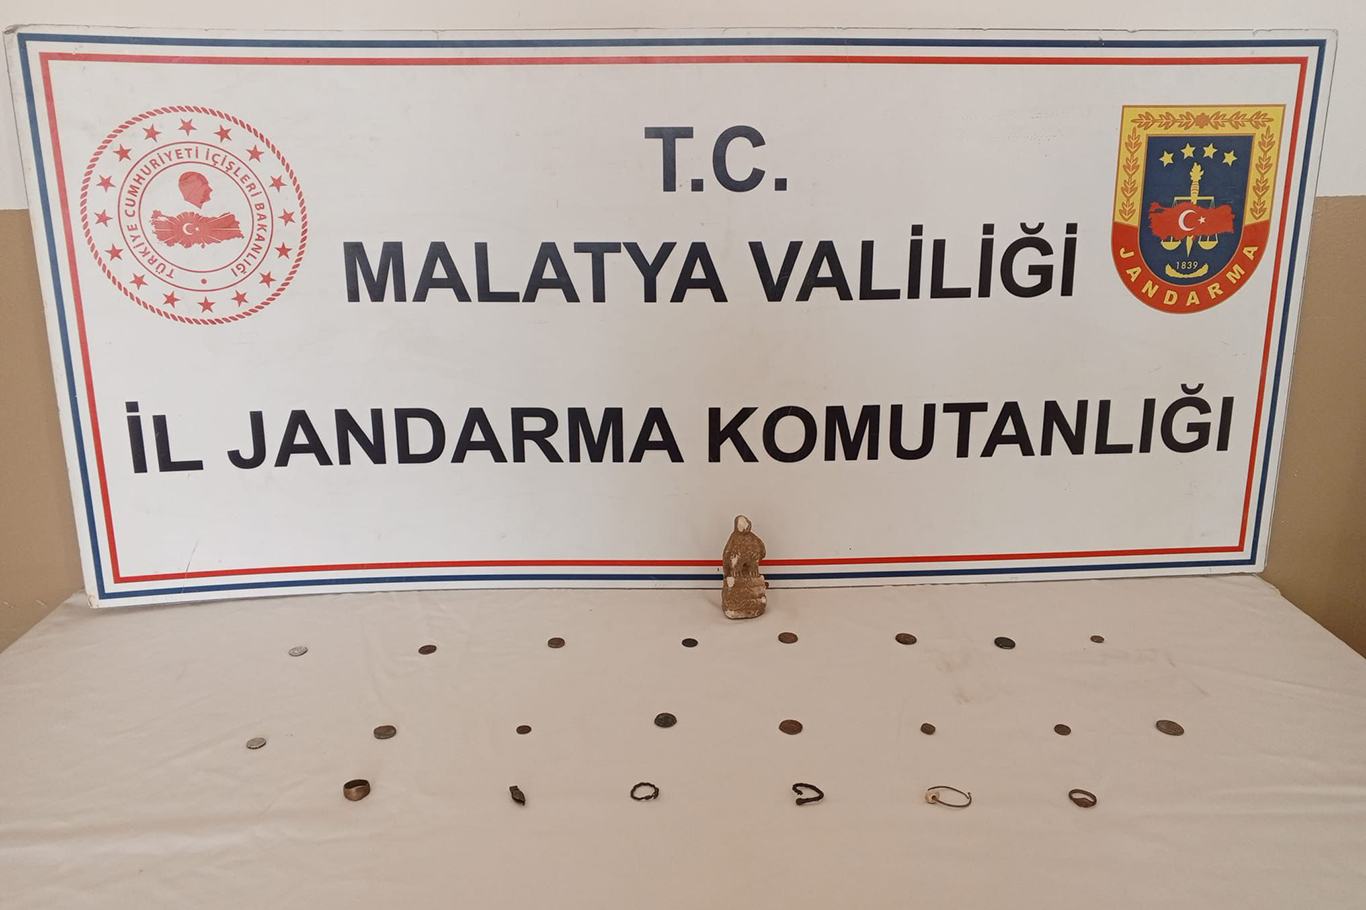 TÜRKİYE CUMHURİYETİ İÇİŞLERİ BAKANLIĞI
T.C.
MALATYA VALİLİĞİ
İL JANDARMA KOMUTANLIĞI
1839
JANDARMA